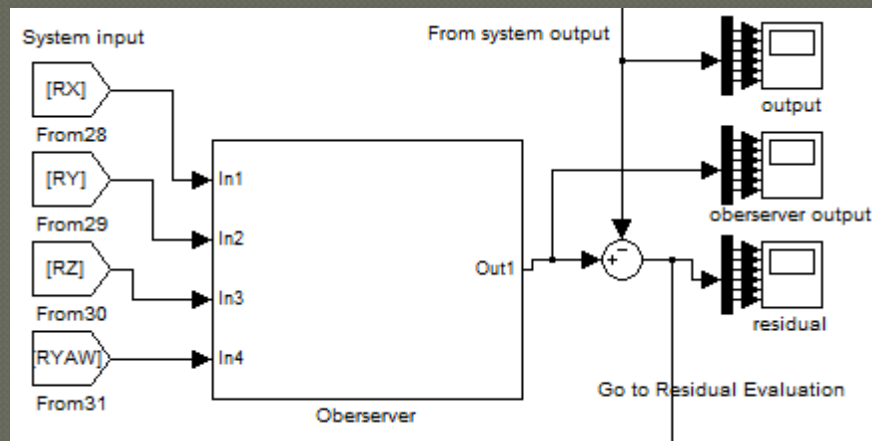 System input
[RX]
From28
[RY]
From29
[RZ]
From30
[RYAW]
From31
In1
In2
In3
In4
Out1
Oberserver
From system output
output
oberserver output
residual
Go to Residual Evaluation
+
−